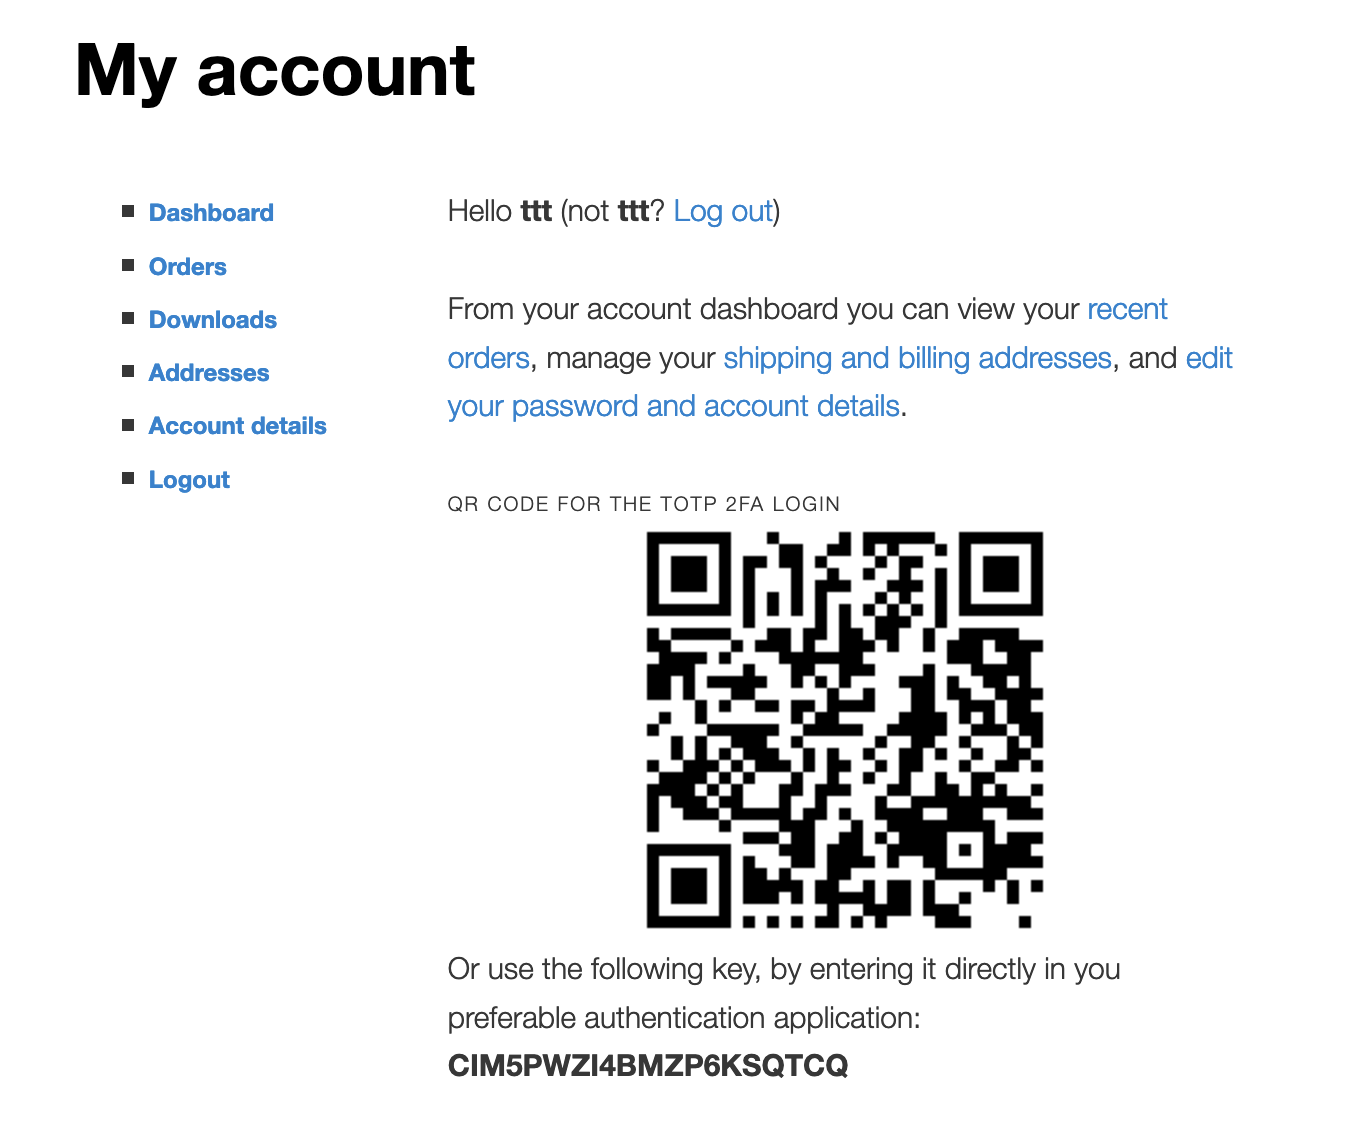 My account
Dashboard
Orders
Downloads
Addresses
Account details
Logout
Hello ttt (not ttt? Log out)
From your account dashboard you can view your recent
orders, manage your shipping and billing addresses, and edit
your password and account details.
QR CODE FOR THE TOTP 2FA LOGIN
Or use the following key, by entering it directly in you
preferable authentication application:
CIM5PWZI4BMZP6KSQTCQ